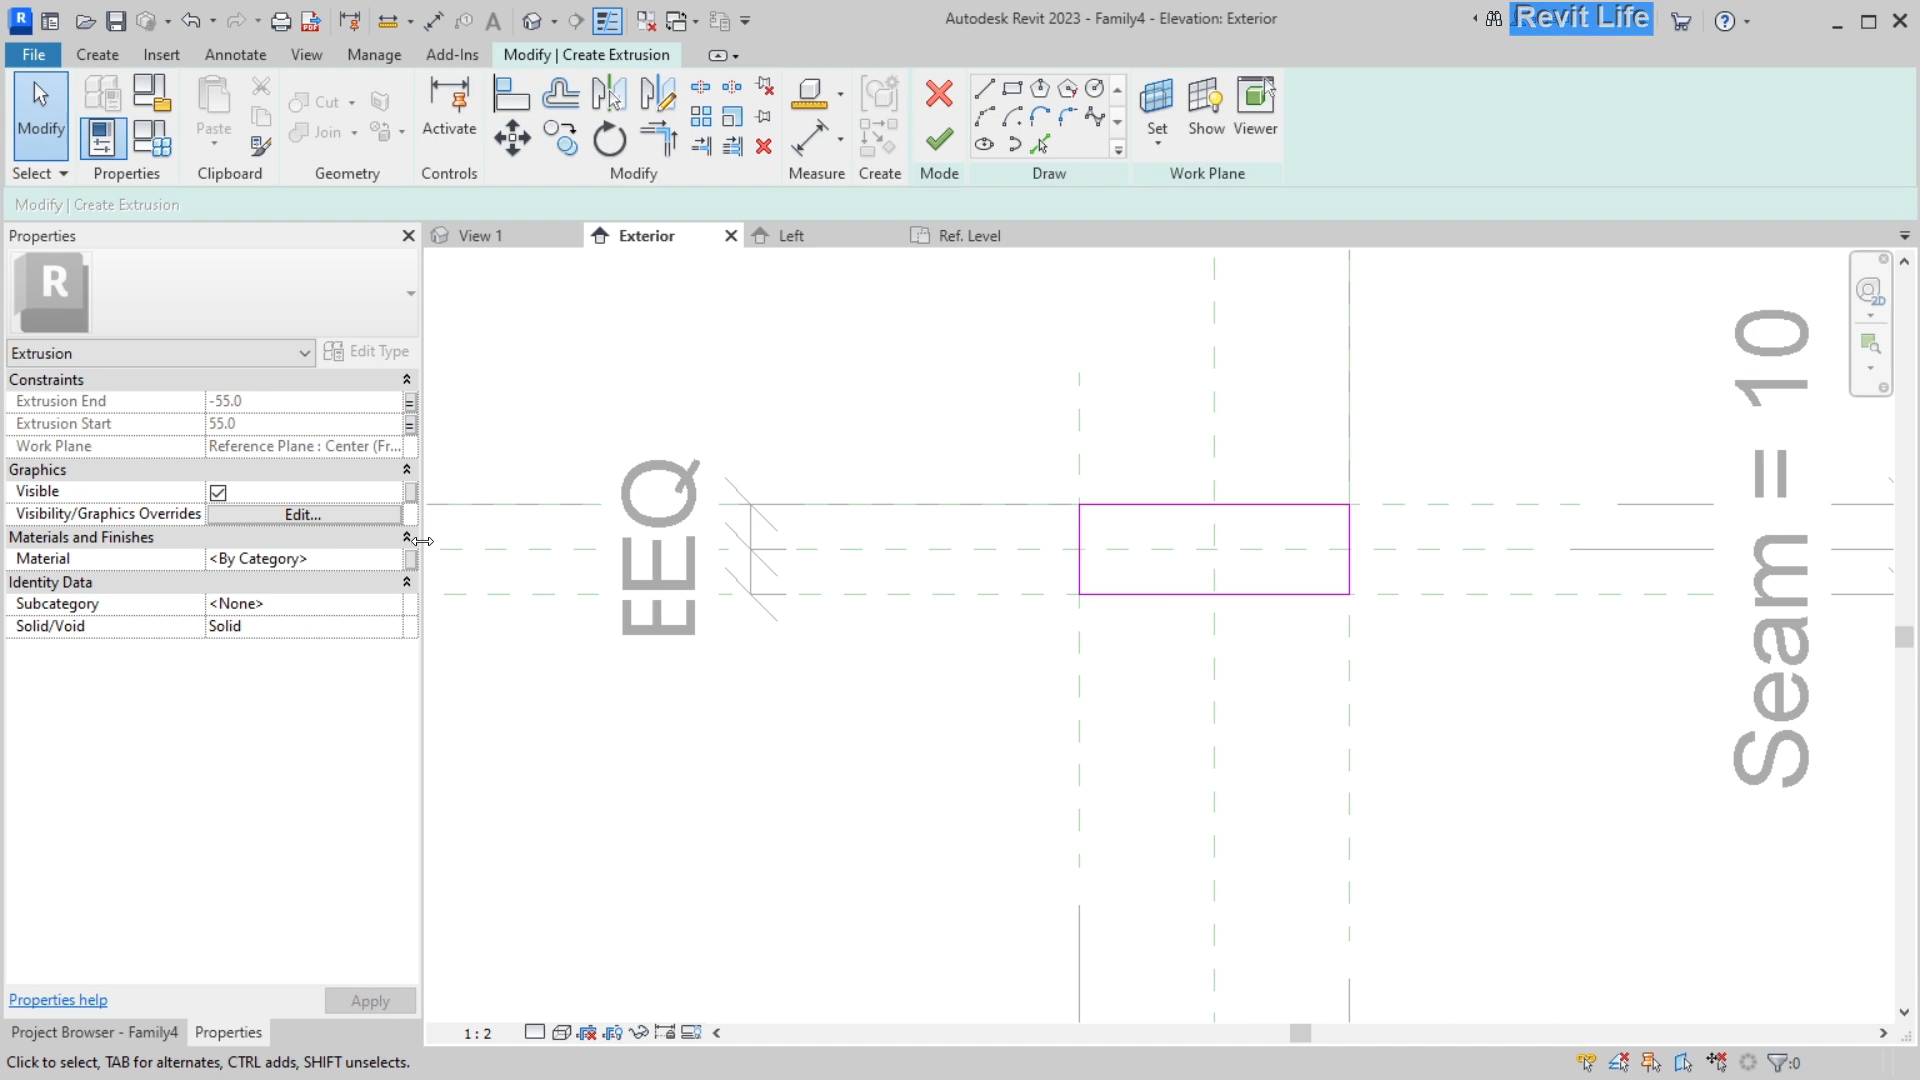 Autodesk Revit 2023 - Family4 - Elevation: Exterior
Revit Life
File Create Insert Annotate View Manage Add-Ins Modify | Create Extrusion
Modify Paste Cut Join Activate Set Show Viewer
Select Properties Clipboard Geometry Controls Modify Measure Create Mode Draw Work Plane
Modify | Create Extrusion
Properties
View 1 Exterior Left Ref. Level
R
Extrusion Edit Type
Constraints
Extrusion End -55.0
Extrusion Start 55.0
Work Plane Reference Plane : Center (Fr...
Graphics
Visible
Visibility/Graphics Overrides Edit...
Materials and Finishes
Material <By Category>
Identity Data
Subcategory <None>
Solid/Void Solid
EEQ
Seam = 10
2D
Properties help Apply
Project Browser - Family4 Properties
1 : 2
Click to select, TAB for alternates, CTRL adds, SHIFT unselects.
:0